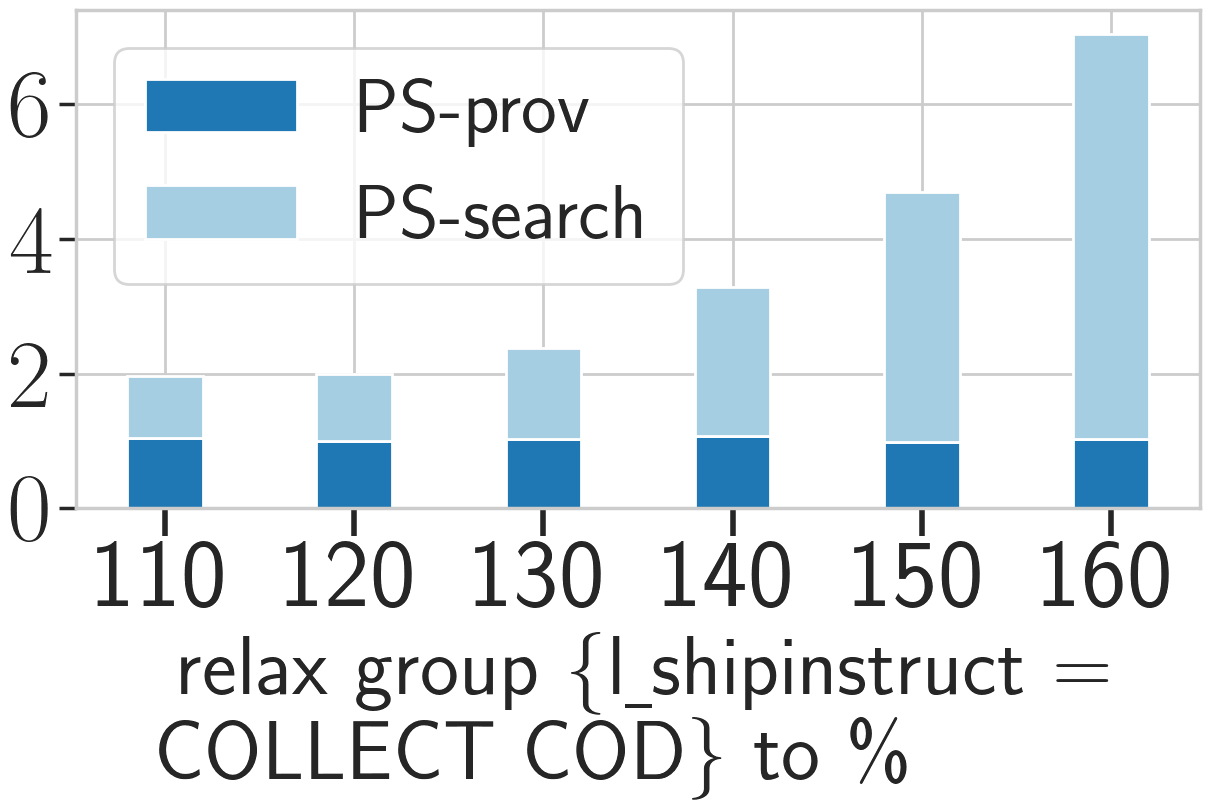 6
4
2
0
PS-prov
PS-search
110 120 130 140 150 160
relax group {l_shipinstruct =
COLLECT COD} to %